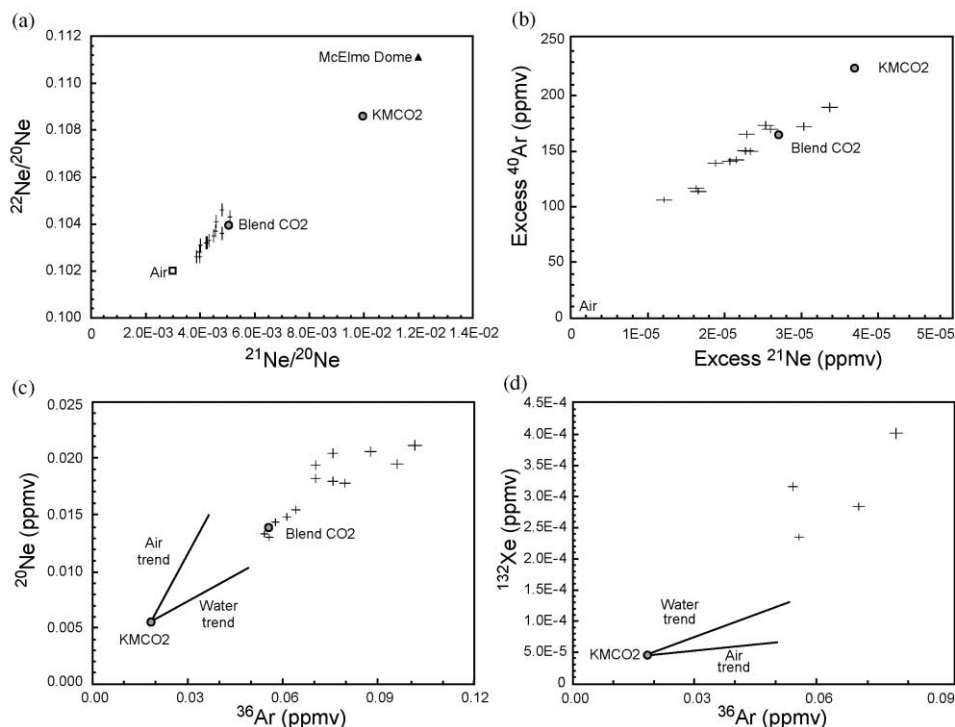 (a)
0.112
0.110
0.108
0.106
0.104
0.102
0.100
²²Ne/²⁰Ne
McElmo Dome
KMCO2
Blend CO2
Air
0 2.0E-03 4.0E-03 6.0E-03 8.0E-03 1.0E-02 1.2E-02 1.4E-02
²¹Ne/²⁰Ne
(b)
250
200
150
100
50
0
Excess ⁴⁰Ar (ppmv)
KMCO2
Blend CO2
Air
1E-05 2E-05 3E-05 4E-05 5E-05
Excess ²¹Ne (ppmv)
(c)
0.025
0.020
0.015
0.010
0.005
0.000
²⁰Ne (ppmv)
Blend CO2
Air
trend
Water
trend
KMCO2
0.00 0.03 0.06 0.09 0.12
³⁶Ar (ppmv)
(d)
4.5E-4
4.0E-4
3.5E-4
3.0E-4
2.5E-4
2.0E-4
1.5E-4
1.0E-4
5.0E-5
0
¹³²Xe (ppmv)
Water
trend
KMCO2
Air
trend
0.00 0.03 0.06 0.09
³⁶Ar (ppmv)